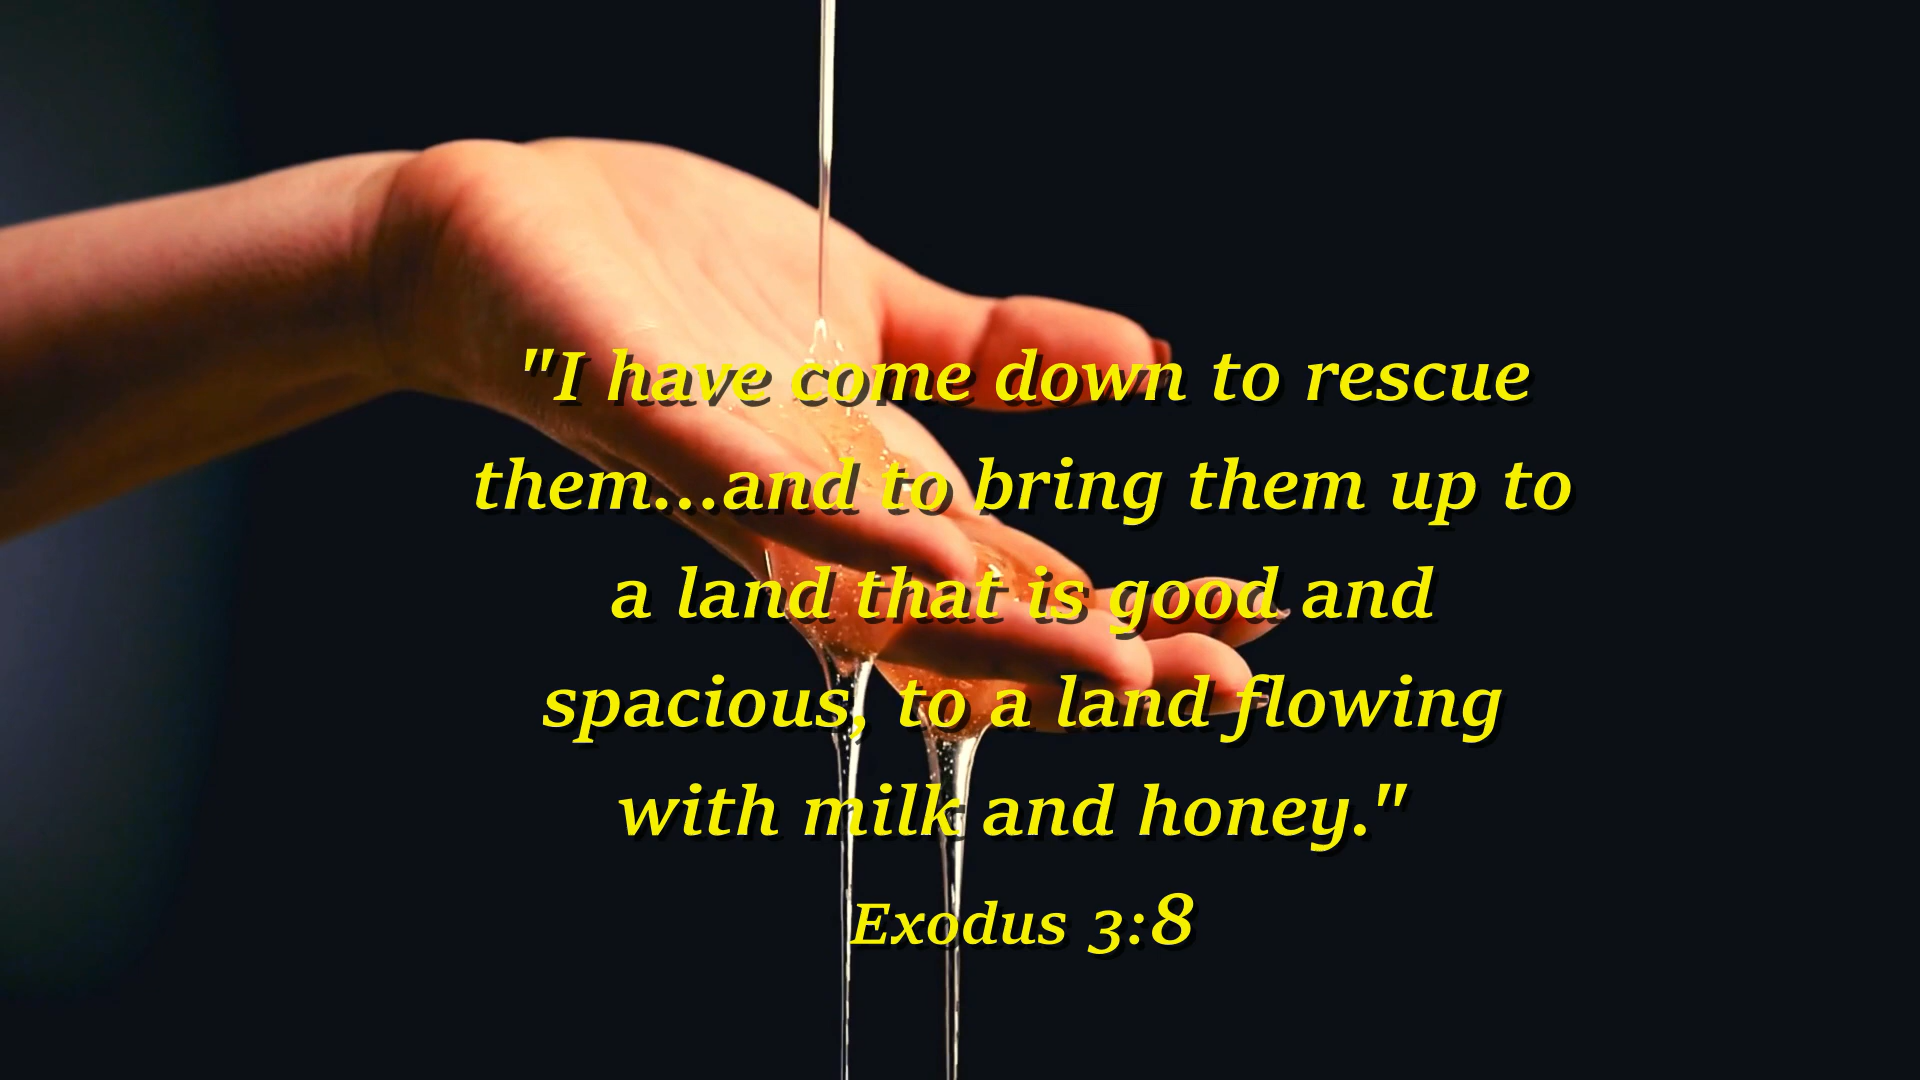 "I have come down to rescue
them...and to bring them up to
a land that is good and
spacious, to a land flowing
with milk and honey."
Exodus 3:8